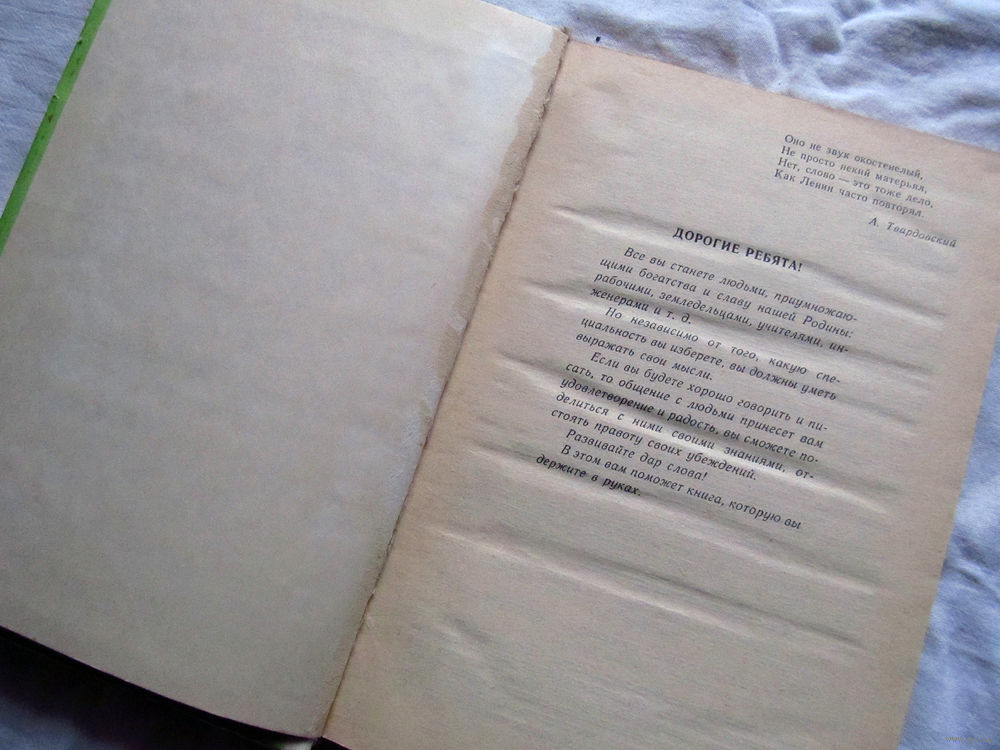 Оно не звук окостенелый,
Не просто некий матерьял,
Нет, слово — это тоже дело,
Как Ленин часто повторял.
А. Твардовский
ДОРОГИЕ РЕБЯТА!
Все вы станете людьми, приумножаю-
щими богатства и славу нашей Родины:
рабочими, земледельцами, учителями, ин-
женерами и т. д.
Но независимо от того, какую спе-
циальность вы изберете, вы должны уметь
выражать свои мысли.
Если вы будете хорошо говорить и пи-
сать, то общение с людьми принесет вам
удовлетворение и радость, вы сможете по-
делиться с ними своими знаниями, от-
стоять правоту своих убеждений.
Развивайте дар слова!
В этом вам поможет книга, которую вы
держите в руках.